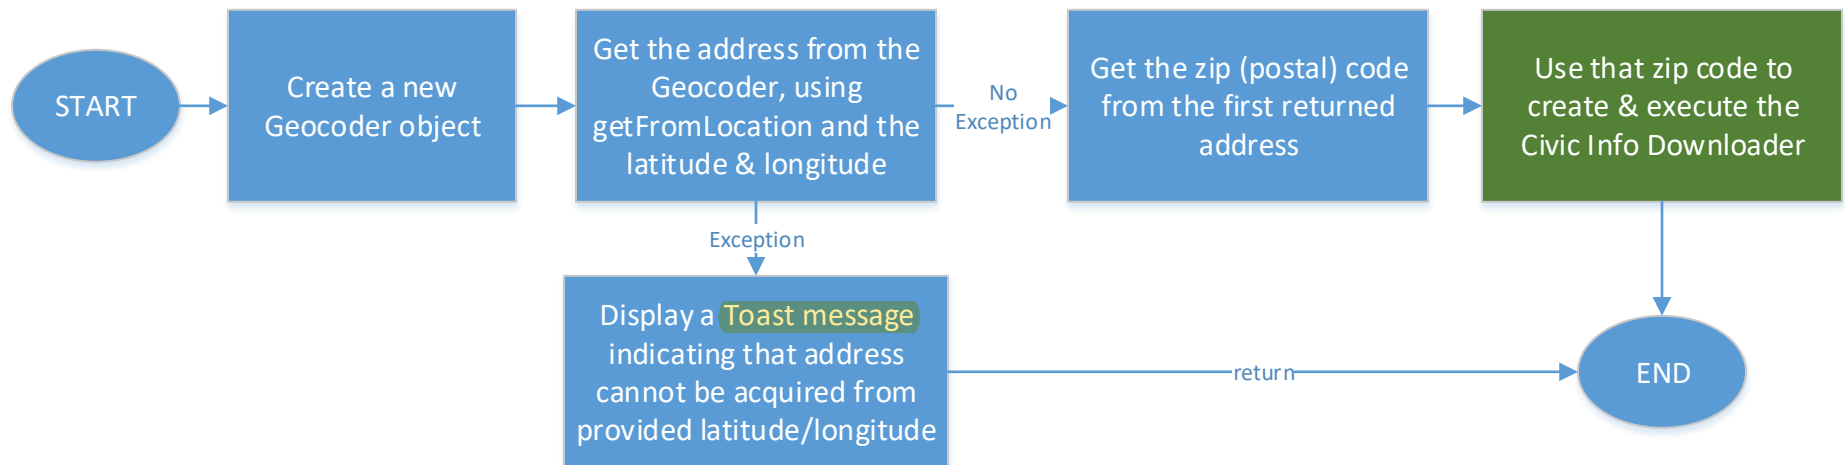 START
Create a new
Geocoder object
Get the address from the
Geocoder, using
getFromLocation and the
latitude & longitude
No
Exception
Get the zip (postal) code
from the first returned
address
Use that zip code to
create & execute the
Civic Info Downloader
Exception
Display a Toast message
indicating that address
cannot be acquired from
provided latitude/longitude
return
END